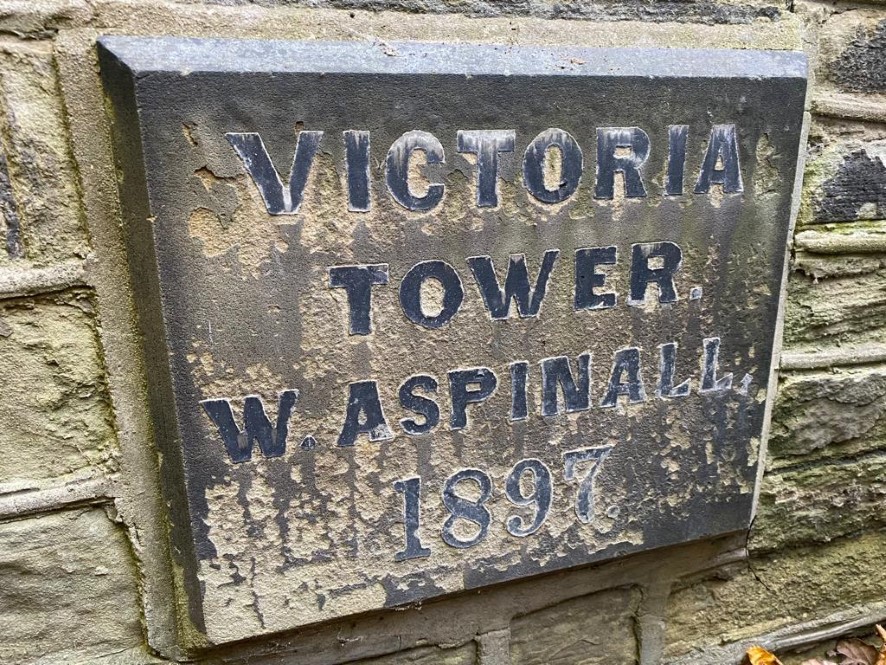 VICTORIA
TOWER.
W. ASPINALL,
1897.